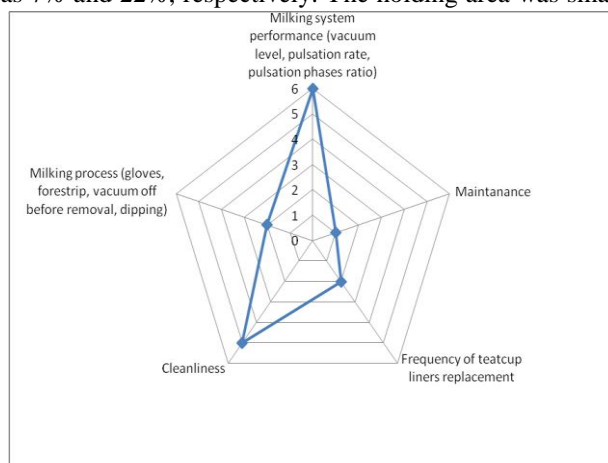 as 7% and 22%, respectively. The holding area was sma
Milking system
performance (vacuum
level, pulsation rate,
pulsation phases ratio)
6
5
4
3
2
1
0
Maintanance
Frequency of teatcup
liners replacement
Cleanliness
Milking process (gloves,
forestrip, vacuum off
before removal, dipping)